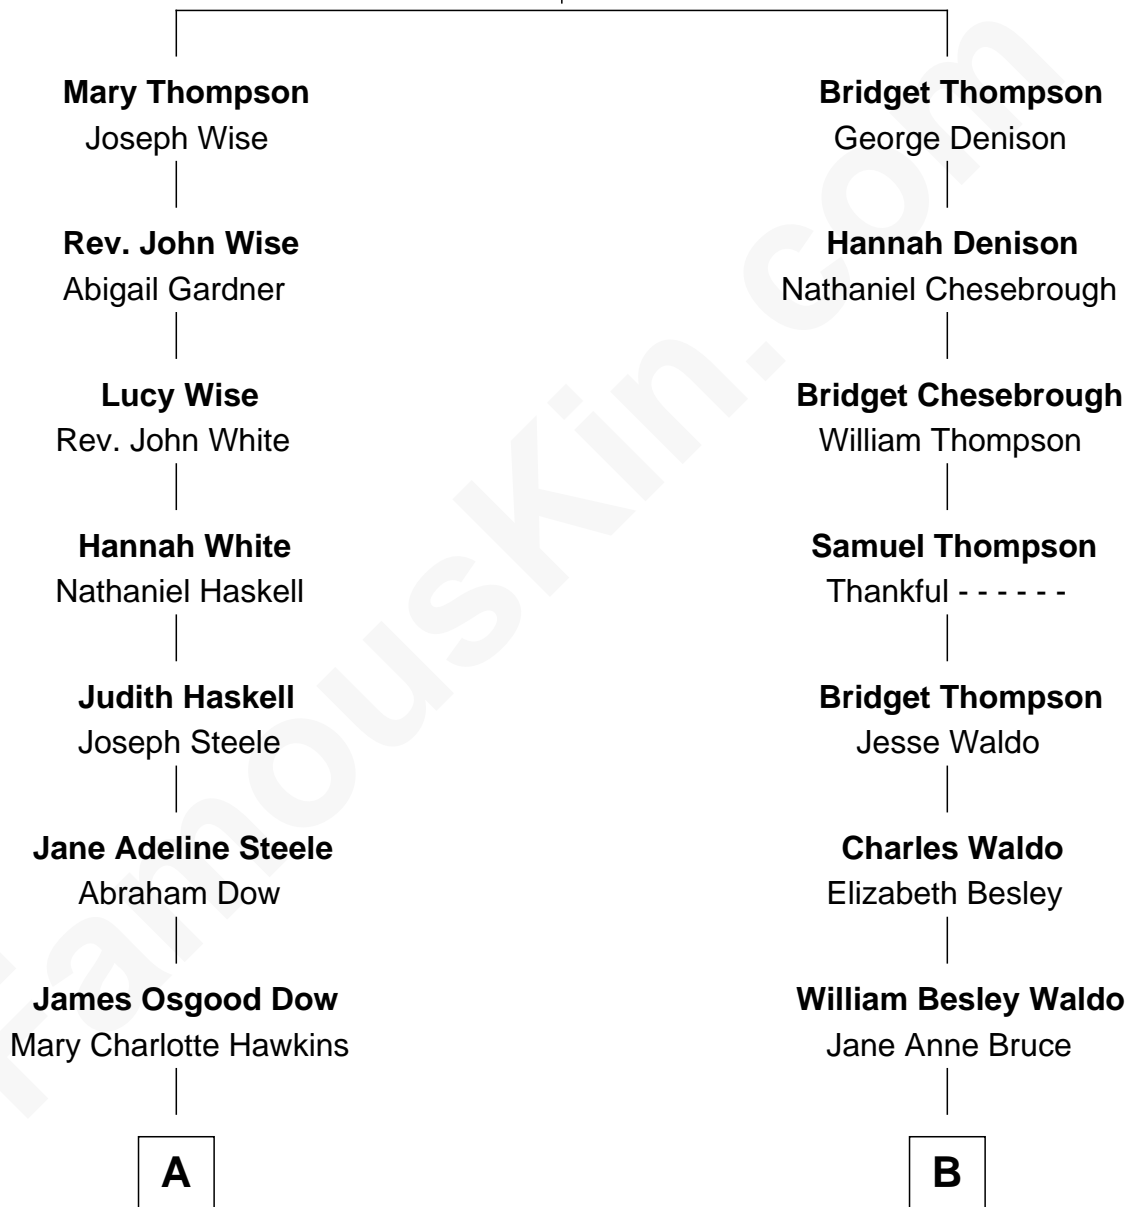 Mary Thompson
Joseph Wise
Rev. John Wise
Abigail Gardner
Lucy Wise
Rev. John White
Hannah White
Nathaniel Haskell
Judith Haskell
Joseph Steele
Jane Adeline Steele
Abraham Dow
James Osgood Dow
Mary Charlotte Hawkins
A
Bridget Thompson
George Denison
Hannah Denison
Nathaniel Chesebrough
Bridget Chesebrough
William Thompson
Samuel Thompson
Thankful - - - - - -
Bridget Thompson
Jesse Waldo
Charles Waldo
Elizabeth Besley
William Besley Waldo
Jane Anne Bruce
B
FamousKin.com